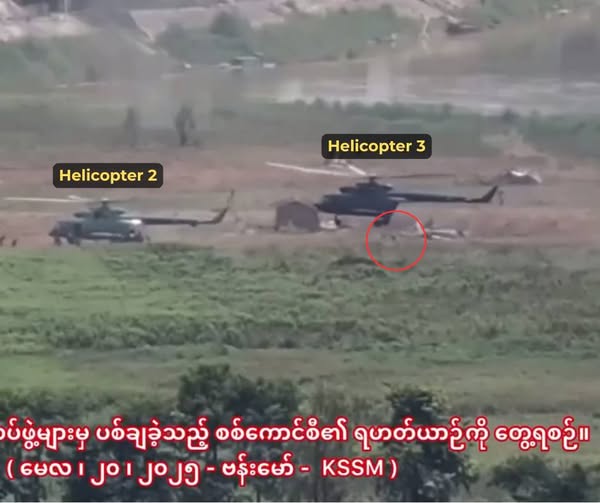 Helicopter 3
Helicopter 2
ပ်ဖွဲ့များမှ ပစ်ချခဲ့သည့် စစ်ကောင်စီ၏ ရဟတ်ယာဉ်ကို တွေ့ရစဉ်။
( မေလ ၊ ၂၀ ၊ ၂၀၂၅ - ဗန်းမော် - KSSM )